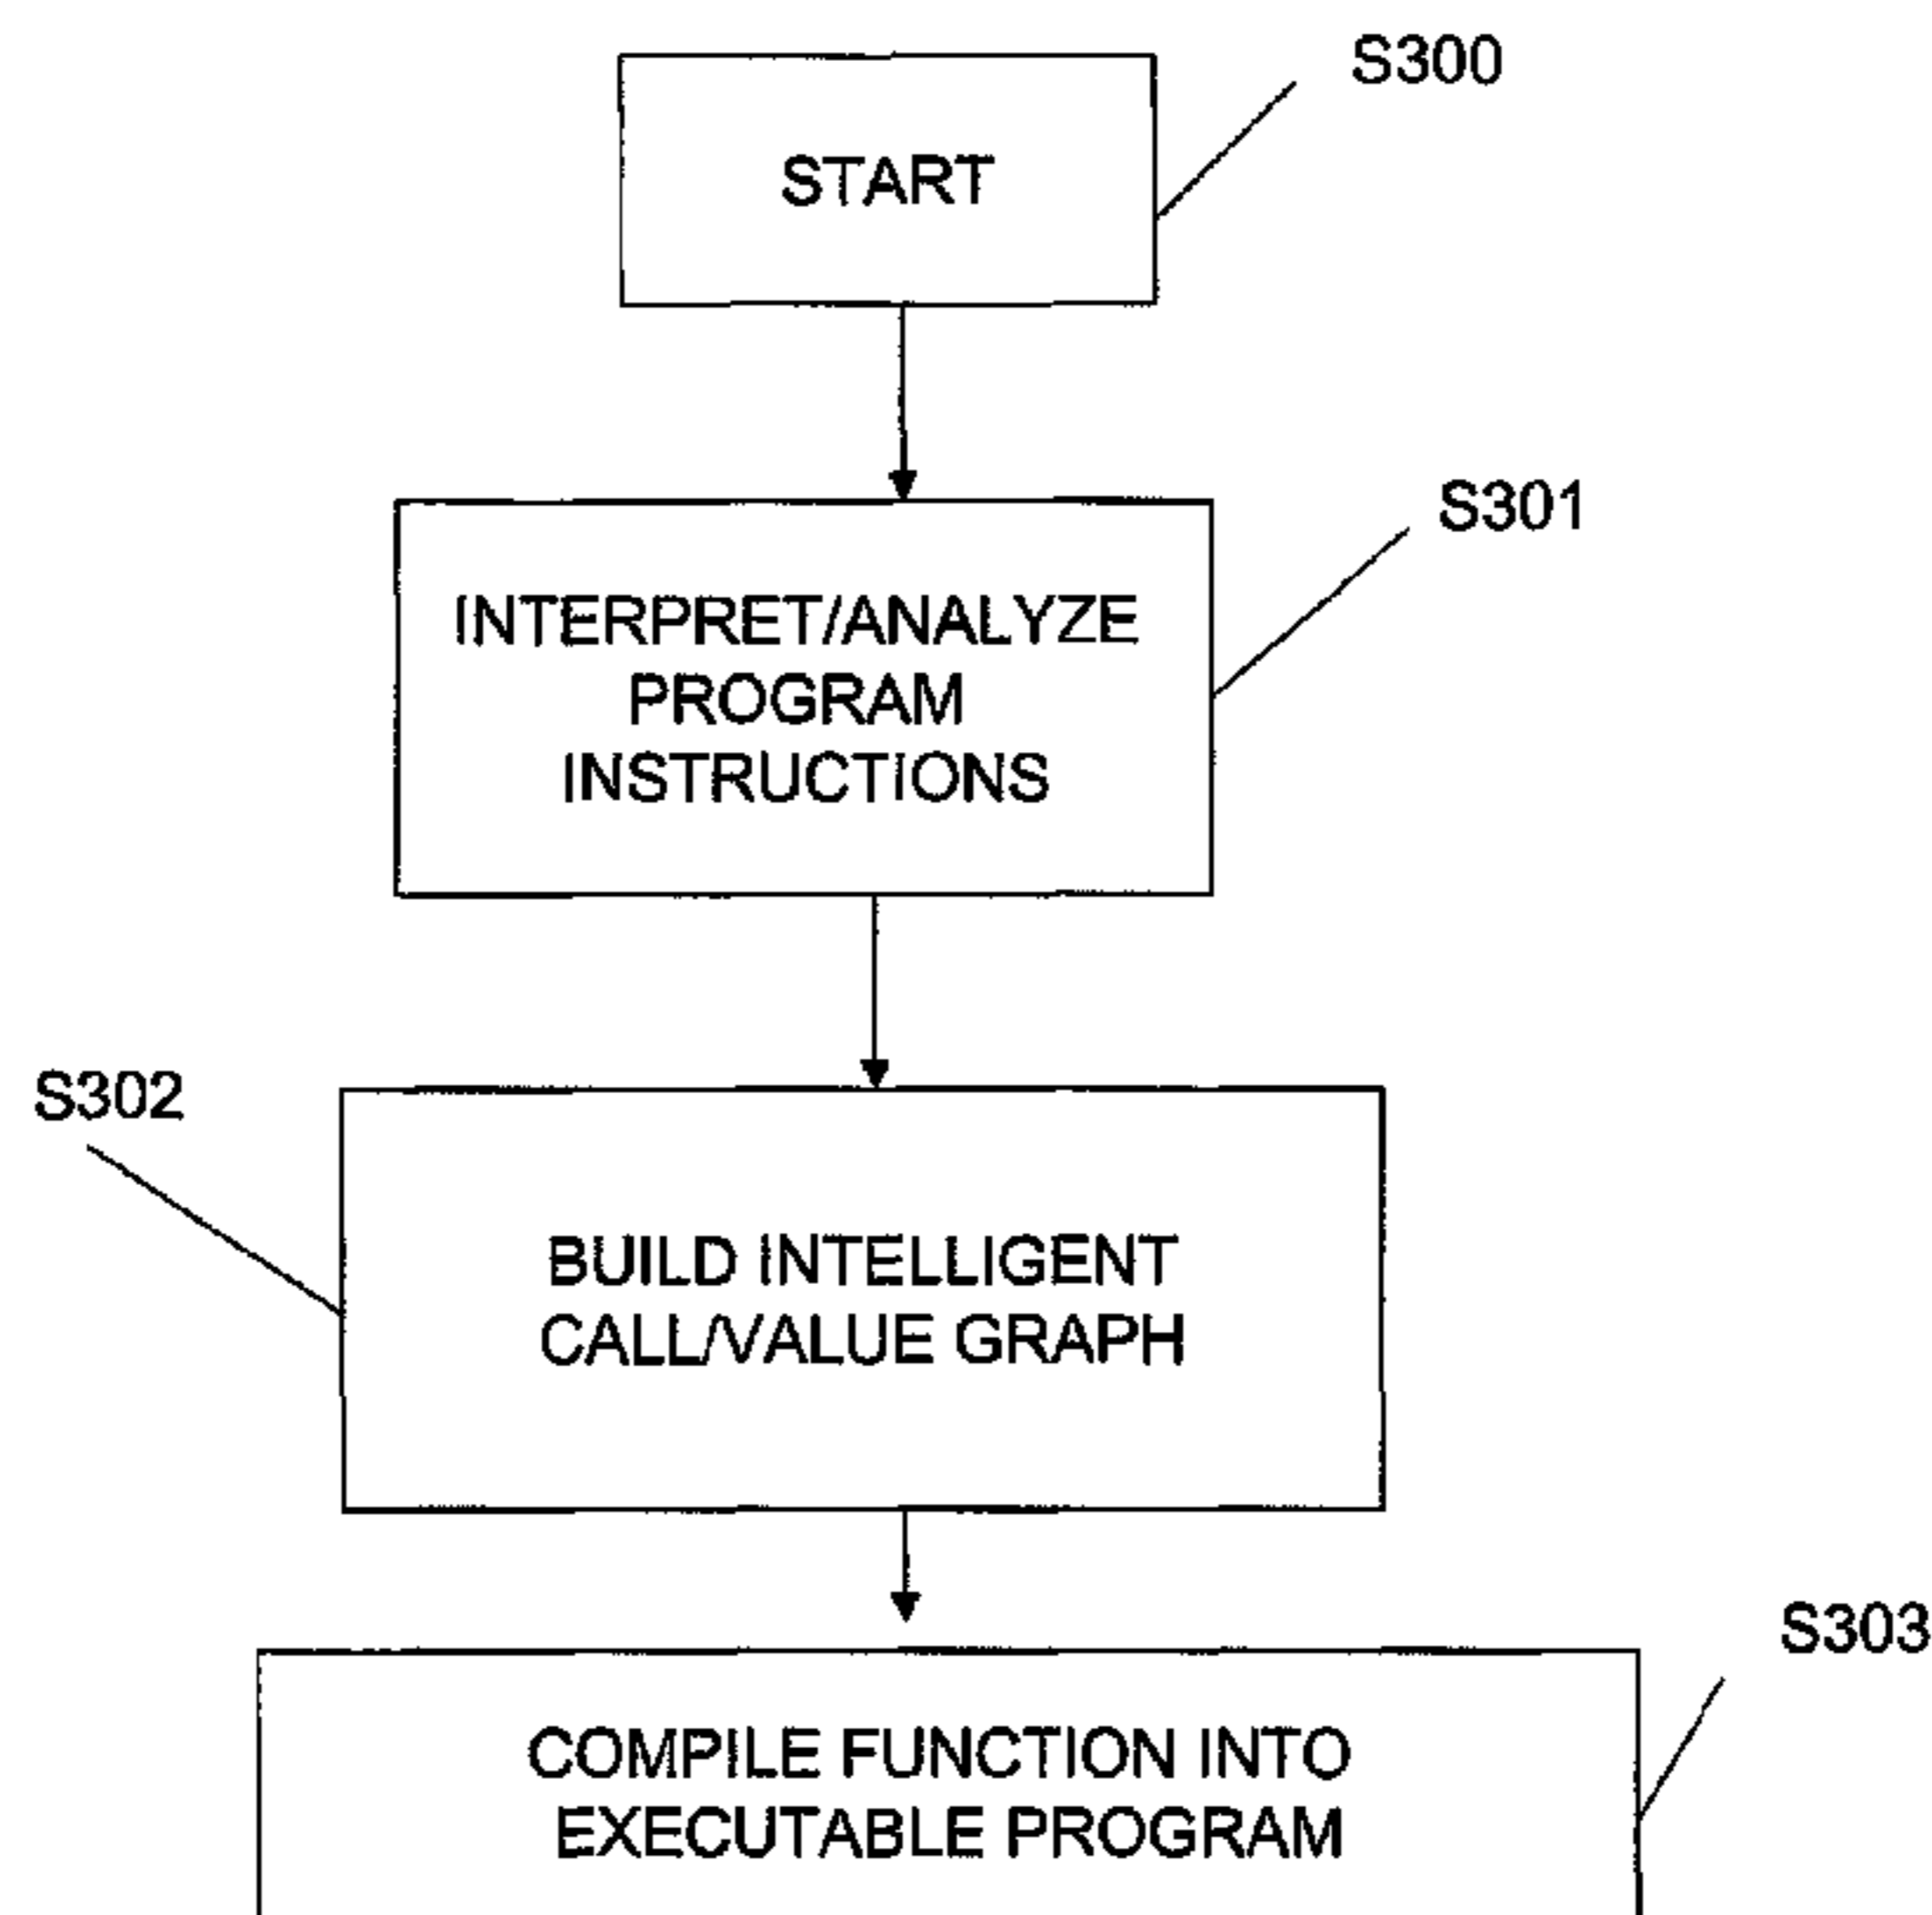 S300
START
S301
INTERPRET/ANALYZE
PROGRAM
INSTRUCTIONS
S302
BUILD INTELLIGENT
CALL/VALUE GRAPH
S303
COMPILE FUNCTION INTO
EXECUTABLE PROGRAM